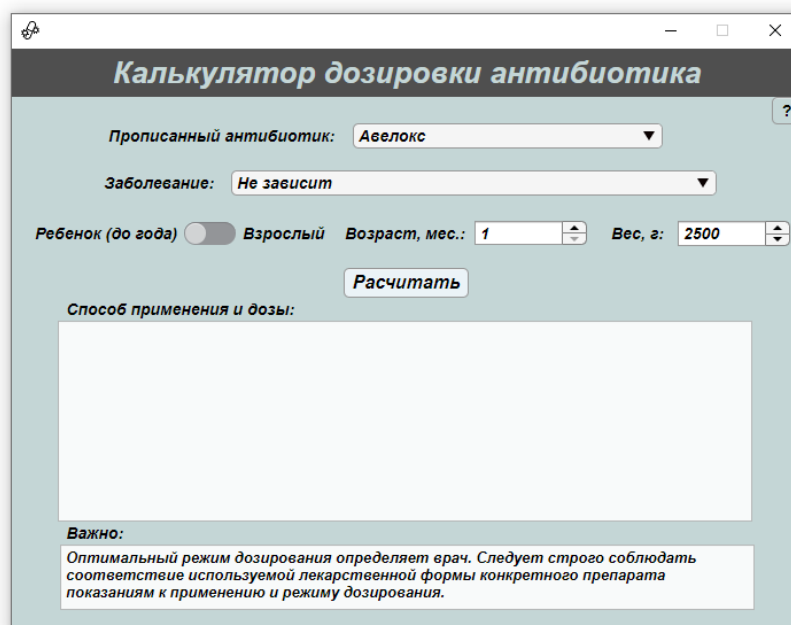 Калькулятор дозировки антибиотика
?
Прописанный антибиотик: Авелокс
Заболевание: Не зависит
Ребенок (до года) Взрослый Возраст, мес.: 1 Вес, г: 2500
Расчитать
Способ применения и дозы:
Важно:
Оптимальный режим дозирования определяет врач. Следует строго соблюдать
соответствие используемой лекарственной формы конкретного препарата
показаниям к применению и режиму дозирования.